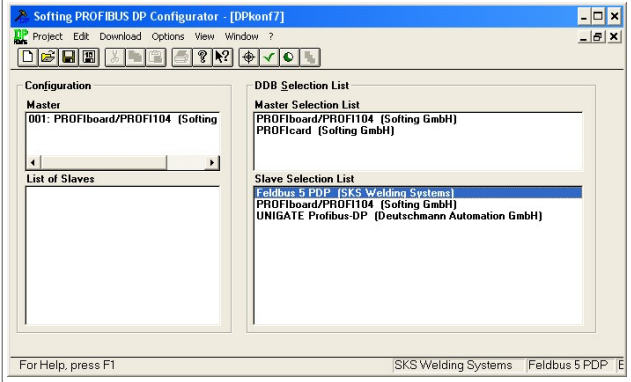 Softing PROFIBUS DP Configurator - [DPkonf7]
Project Edit Download Options View Window ?
Configuration
Master
001: PROFIboard/PROFI104 (Softing
List of Slaves
DDB Selection List
Master Selection List
PROFIboard/PROFI104 (Softing GmbH)
PROFIcard (Softing GmbH)
Slave Selection List
Feldbus 5 PDP (SKS Welding Systems)
PROFIboard/PROFI104 (Softing GmbH)
UNIGATE Profibus-DP (Deutschmann Automation GmbH)
For Help, press F1
SKS Welding Systems Feldbus 5 PDP E